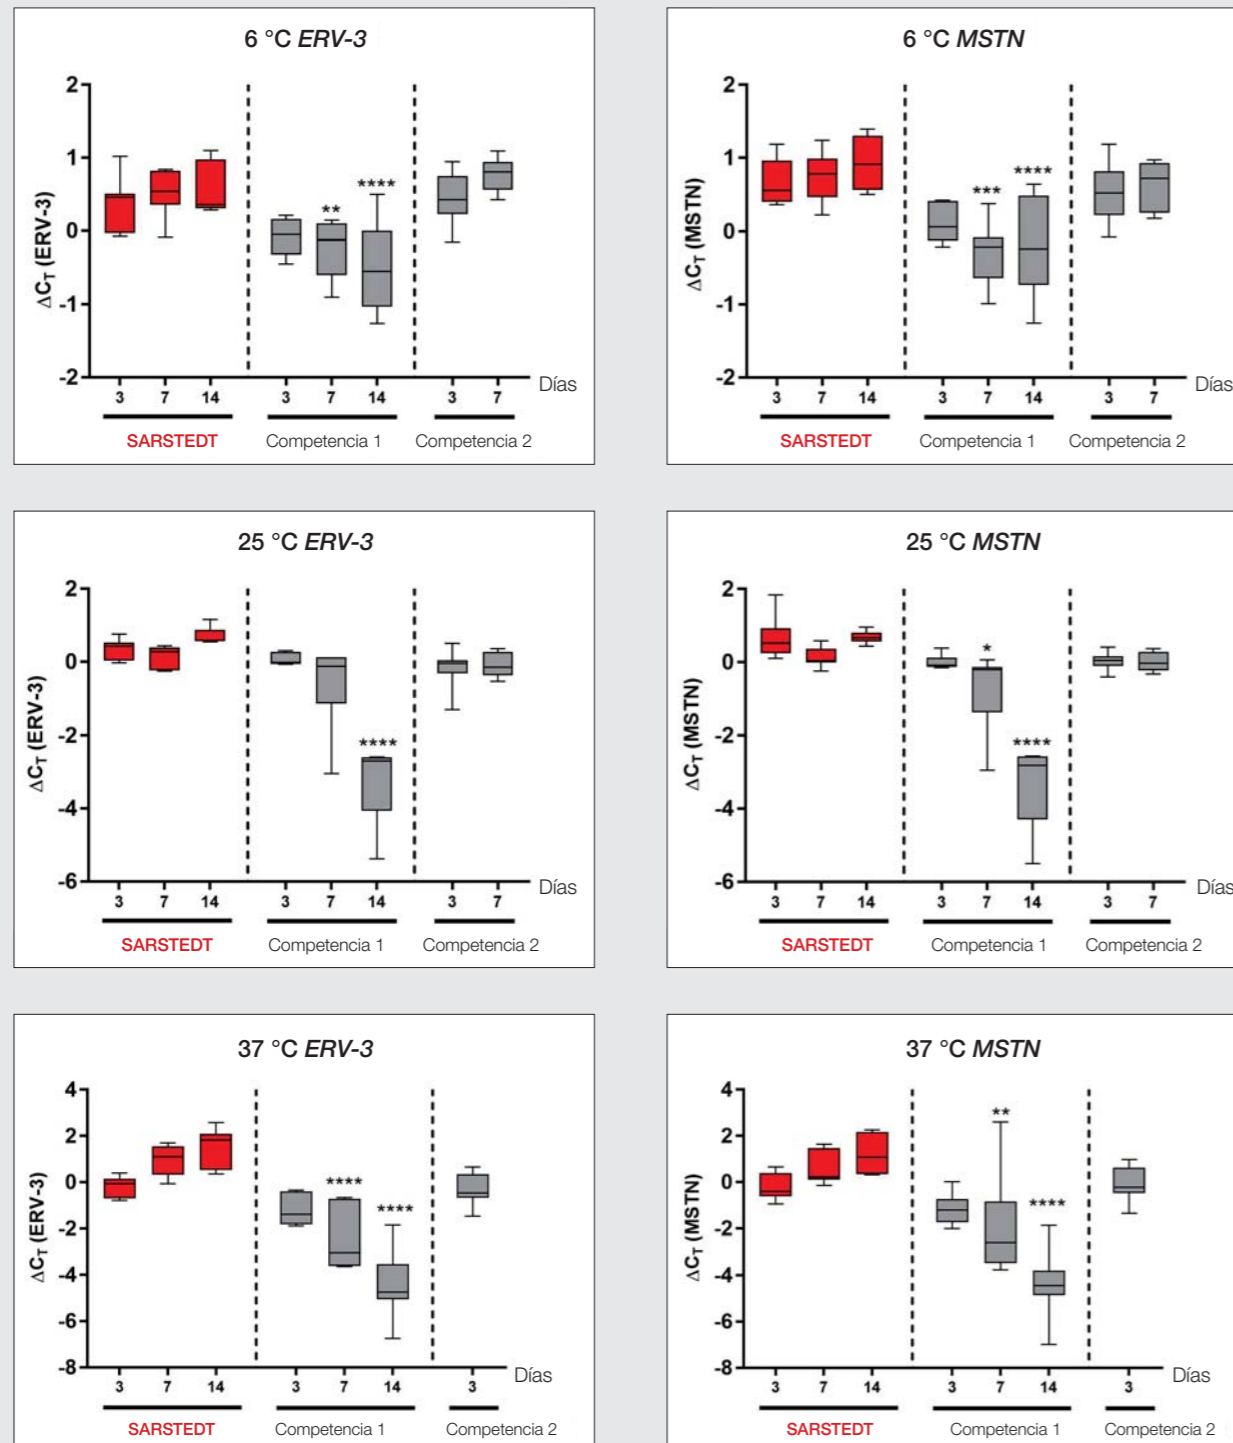 6 °C ERV-3
ΔCT (ERV-3)
2
1
0
-1
-2
** ****
3 7 14 3 7 14 3 7 Días
SARSTEDT Competencia 1 Competencia 2
6 °C MSTN
ΔCT (MSTN)
2
1
0
-1
-2
*** ****
3 7 14 3 7 14 3 7 Días
SARSTEDT Competencia 1 Competencia 2
25 °C ERV-3
ΔCT (ERV-3)
2
0
-2
-4
-6
****
3 7 14 3 7 14 3 7 Días
SARSTEDT Competencia 1 Competencia 2
25 °C MSTN
ΔCT (MSTN)
2
0
-2
-4
-6
* ****
3 7 14 3 7 14 3 7 Días
SARSTEDT Competencia 1 Competencia 2
37 °C ERV-3
ΔCT (ERV-3)
4
2
0
-2
-4
-6
-8
**** ****
3 7 14 3 7 14 3 Días
SARSTEDT Competencia 1 Competencia 2
37 °C MSTN
ΔCT (MSTN)
4
2
0
-2
-4
-6
-8
** ****
3 7 14 3 7 14 3 Días
SARSTEDT Competencia 1 Competencia 2